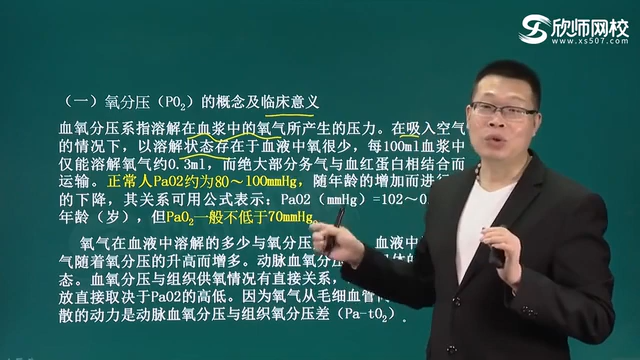 欣师网校
www.xs507.com
（一）氧分压（PO₂）的概念及临床意义
血氧分压系指溶解在血浆中的氧气所产生的压力。在吸入空气
的情况下，以溶解状态存在于血液中氧很少，每100ml血浆中
仅能溶解氧气约0.3ml，而绝大部分务气与血红蛋白相结合而
运输。正常人PaO2约为80～100mmHg，随年龄的增加而进行
的下降，其关系可用公式表示：PaO2（mmHg）=102～0
年龄（岁），但PaO₂一般不低于70mmHg。
氧气在血液中溶解的多少与氧分压 血液中
气随着氧分压的升高而增多。动脉血氧分压 体的
态。血氧分压与组织供氧情况有直接关系，
放直接取决于PaO2的高低。因为氧气从毛细血管
散的动力是动脉血氧分压与组织氧分压差（Pa-tO₂）.